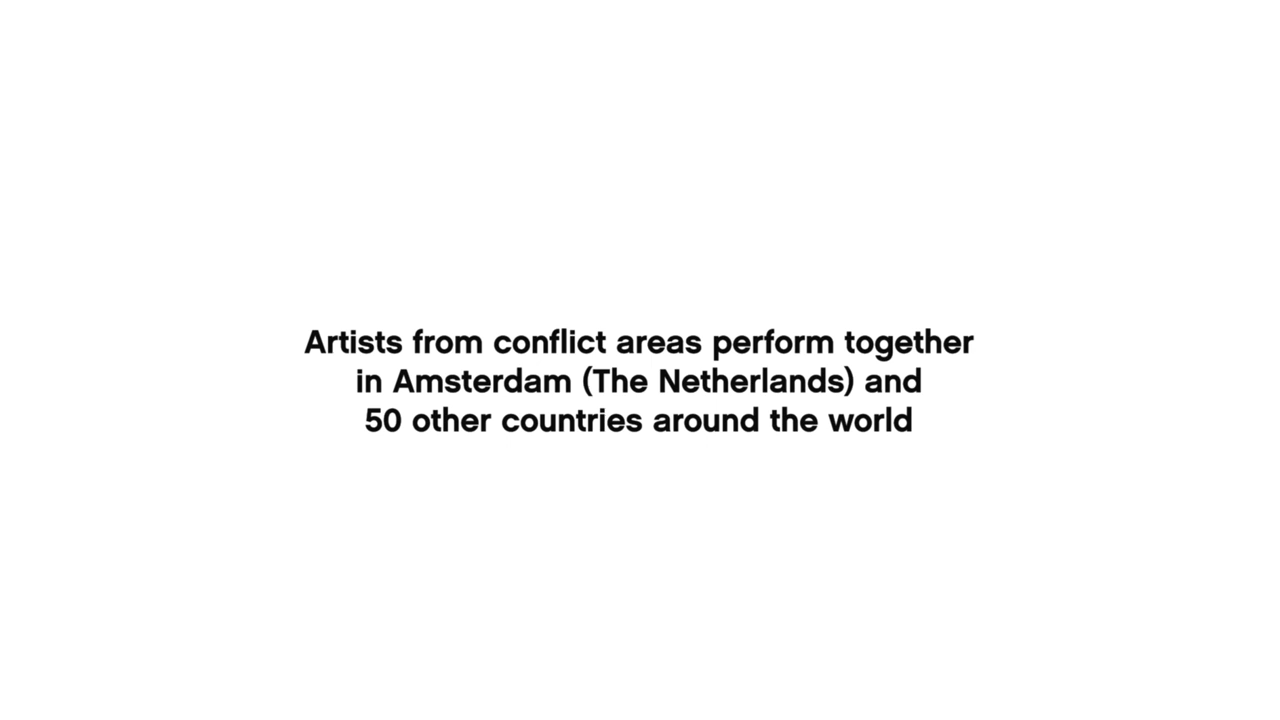 Artists from conflict areas perform together
in Amsterdam (The Netherlands) and
50 other countries around the world